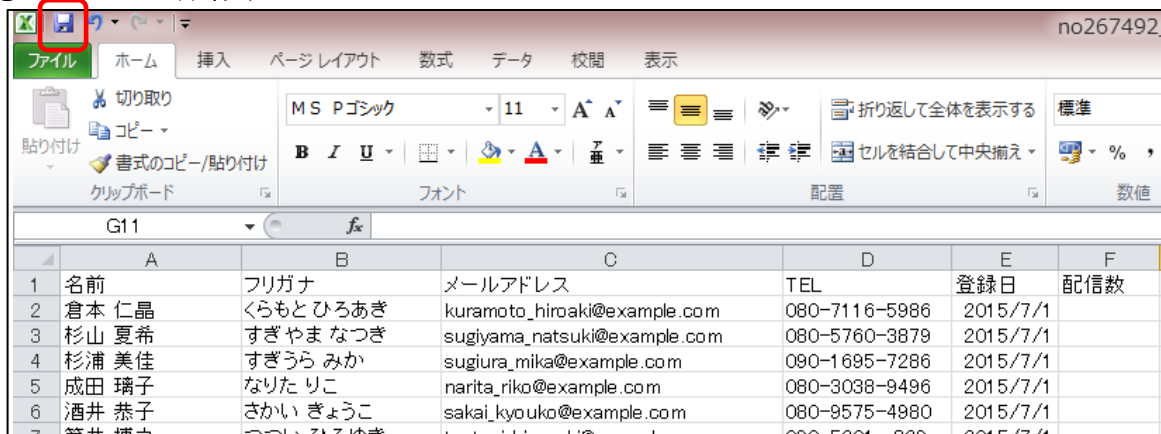 no267492_
ファイル ホーム 挿入 ページ レイアウト 数式 データ 校閲 表示
切り取り
コピー
貼り付け
書式のコピー/貼り付け
クリップボード
MS Pゴシック 11 A A
B I U A 亜
フォント
折り返して全体を表示する
セルを結合して中央揃え
配置
標準
% ,
数値
G11 fx
A B C D E F
1 名前 フリガナ メールアドレス TEL 登録日 配信数
2 倉本 仁晶 くらもと ひろあき kuramoto_hiroaki@example.com 080-7116-5986 2015/7/1
3 杉山 夏希 すぎやま なつき sugiyama_natsuki@example.com 080-5760-3879 2015/7/1
4 杉浦 美佳 すぎうら みか sugiura_mika@example.com 090-1695-7286 2015/7/1
5 成田 璃子 なりた りこ narita_riko@example.com 080-3038-9496 2015/7/1
6 酒井 恭子 さかい きょうこ sakai_kyouko@example.com 080-9575-4980 2015/7/1